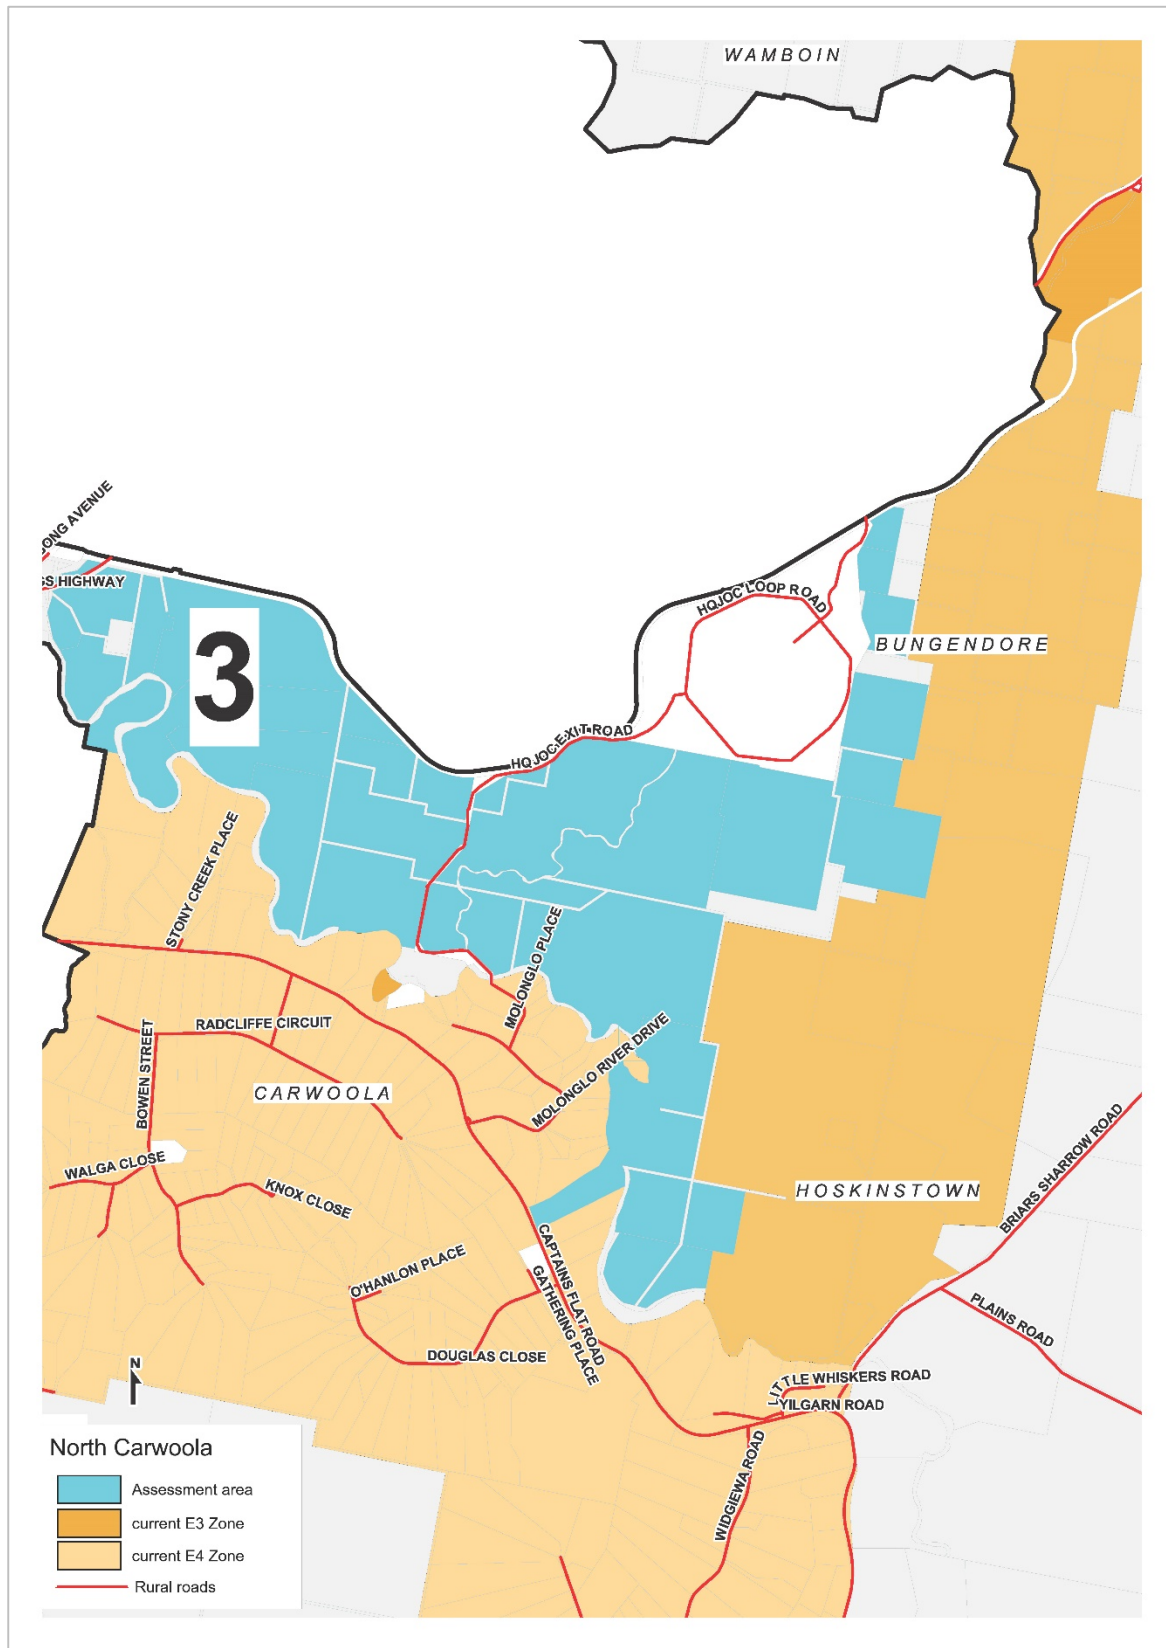 WAMBOIN
ONG AVENUE
GS HIGHWAY
3
HQJOC LOOP ROAD
BUNGENDORE
HQJOC EXIT ROAD
STONY CREEK PLACE
MOLONGLO PLACE
RADCLIFFE CIRCUIT
BOWEN STREET
MOLONGLO RIVER DRIVE
CARWOOLA
WALGA CLOSE
KNOX CLOSE
HOSKINSTOWN
BRIARS SHARROW ROAD
O'HANLON PLACE
CAPTAINS FLAT ROAD
GATHERING PLACE
PLAINS ROAD
DOUGLAS CLOSE
LITTLE WHISKERS ROAD
YILGARN ROAD
WIDGIEWA ROAD
N
North Carwoola
Assessment area
current E3 Zone
current E4 Zone
Rural roads